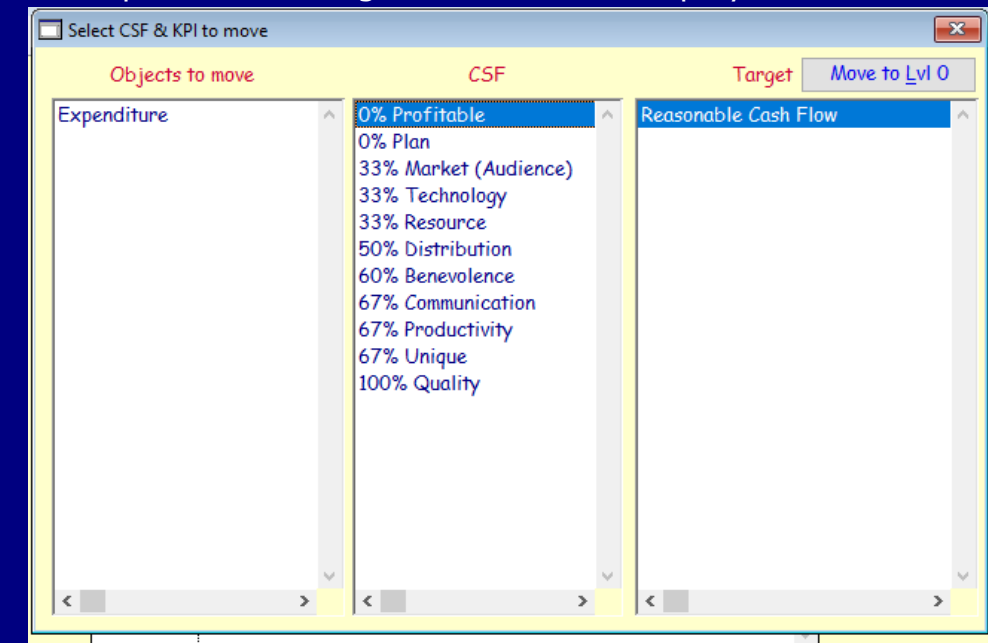 Select CSF & KPI to move
Objects to move
CSF
Target
Move to Lvl 0
Expenditure
0% Profitable
0% Plan
33% Market (Audience)
33% Technology
33% Resource
50% Distribution
60% Benevolence
67% Communication
67% Productivity
67% Unique
100% Quality
Reasonable Cash Flow